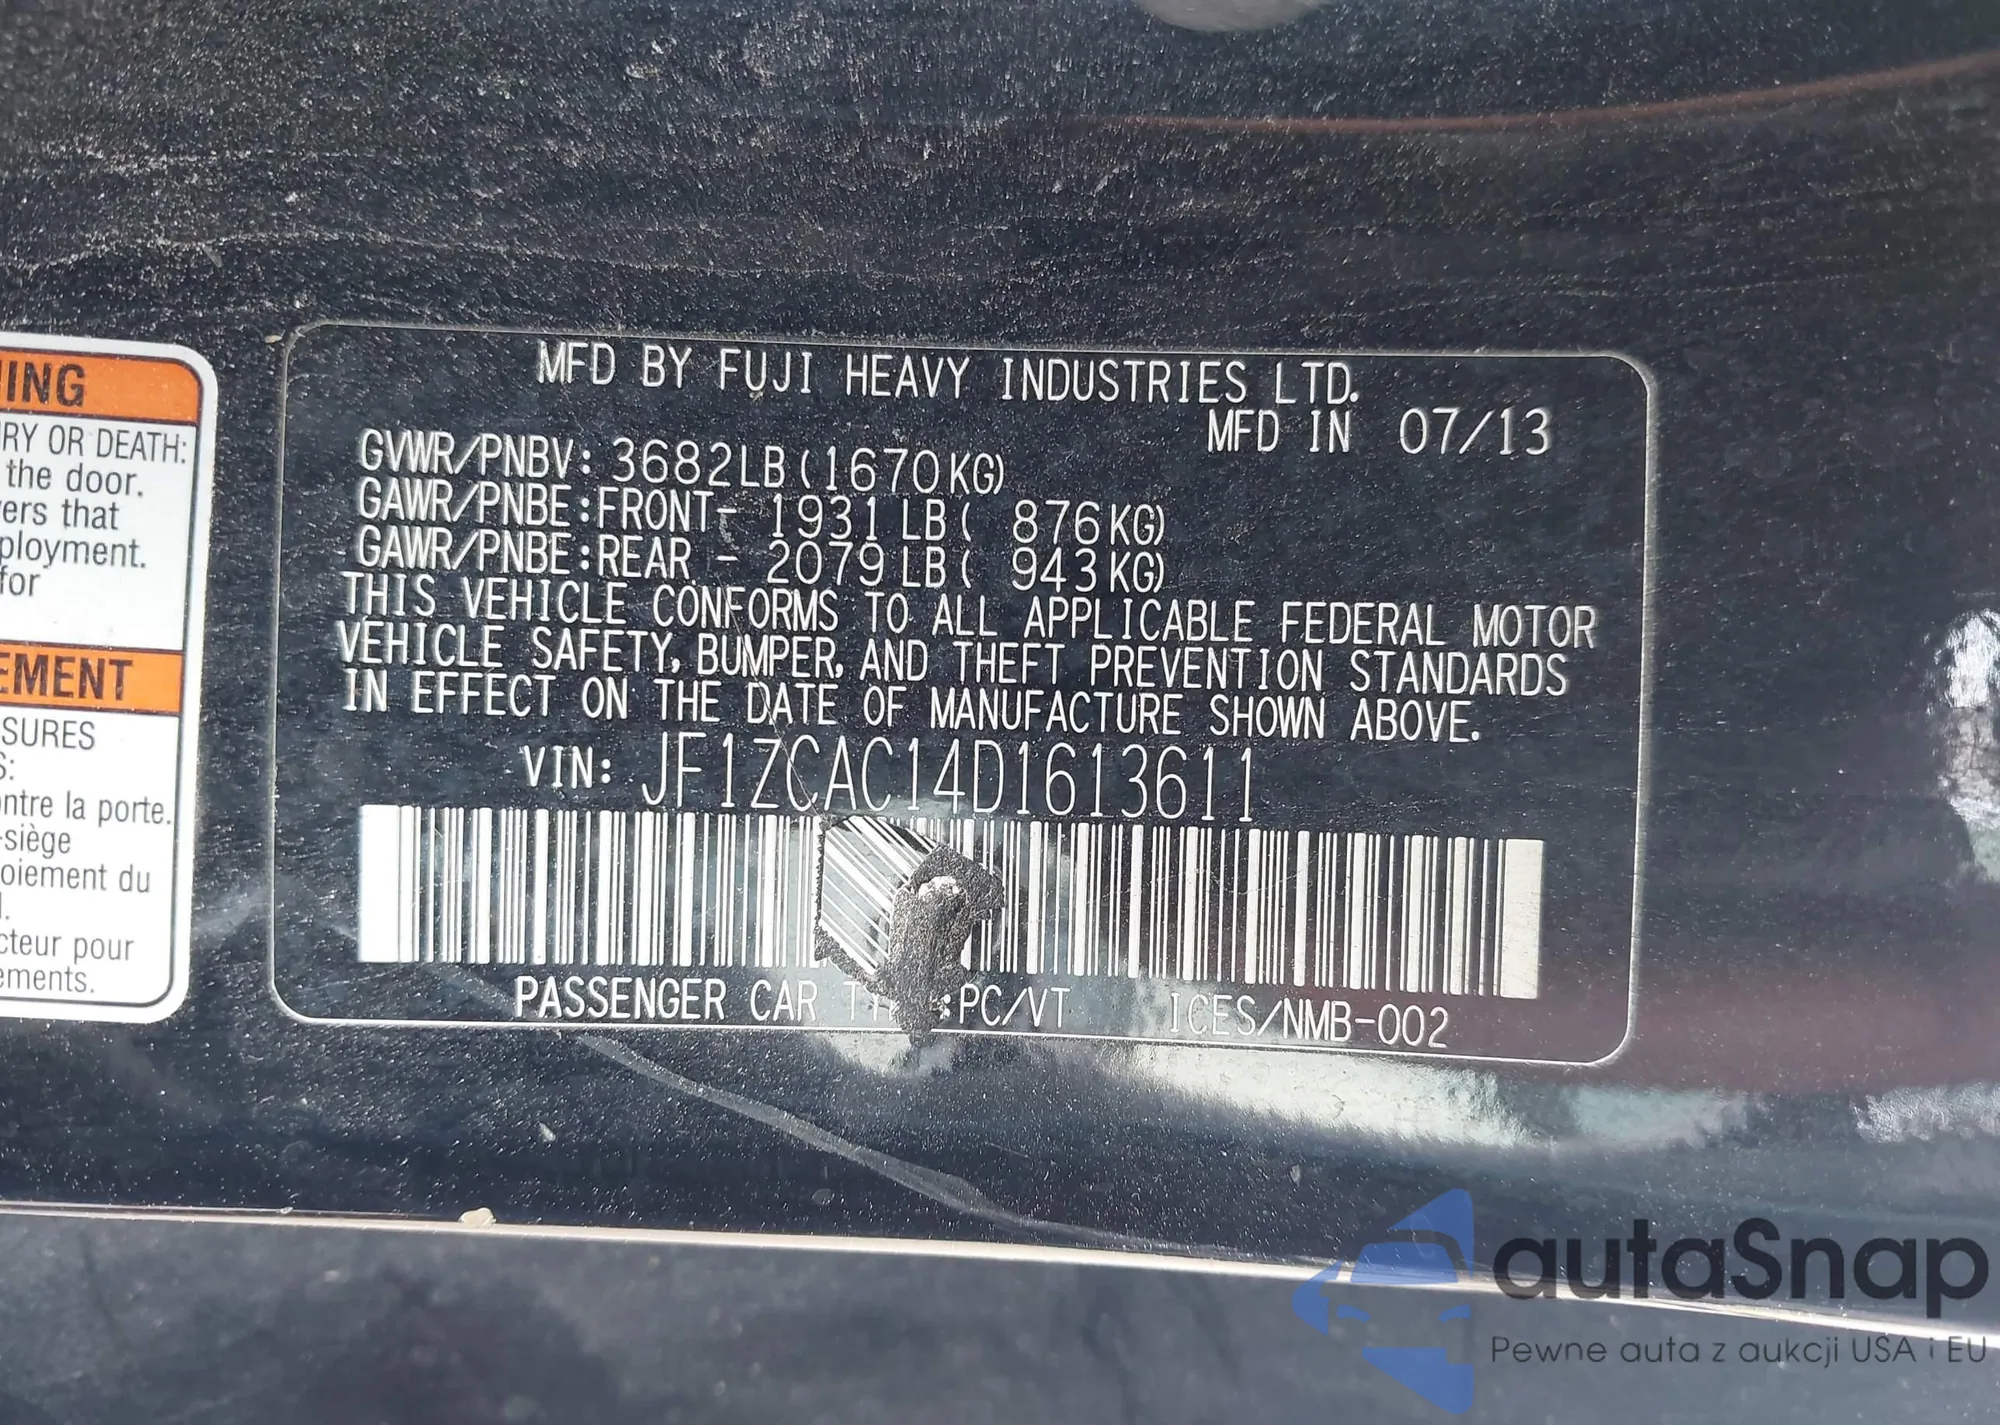 ING
RY OR DEATH:
the door.
ers that
ployment.
for
EMENT
SURES
S:
ntre la porte.
-siège
oiement du
cteur pour
ements.
MFD BY FUJI HEAVY INDUSTRIES LTD.
MFD IN 07/13
GVWR/PNBV: 3682LB(1670KG)
GAWR/PNBE:FRONT- 1931LB( 876KG)
GAWR/PNBE:REAR - 2079LB( 943KG)
THIS VEHICLE CONFORMS TO ALL APPLICABLE FEDERAL MOTOR
VEHICLE SAFETY, BUMPER, AND THEFT PREVENTION STANDARDS
IN EFFECT ON THE DATE OF MANUFACTURE SHOWN ABOVE.
VIN: JF1ZCAC14D1613611
PASSENGER CAR :PC/VT ICES/NMB-002
autaSnap
Pewne auta z aukcji USA i EU